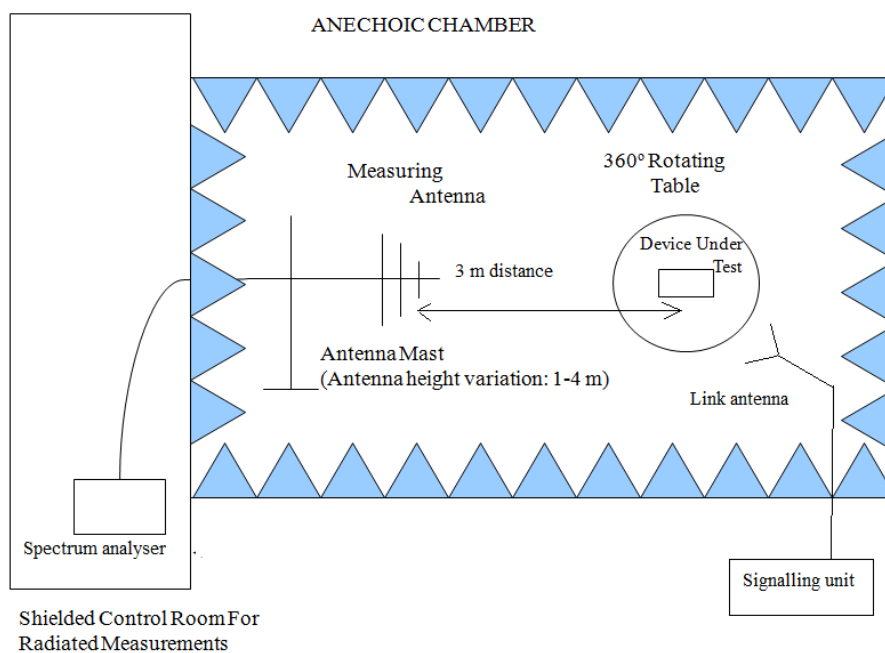 ANECHOIC CHAMBER
Measuring
Antenna
360º Rotating
Table
Device Under
Test
3 m distance
Antenna Mast
(Antenna height variation: 1-4 m)
Link antenna
Spectrum analyser
Signalling unit
Shielded Control Room For
Radiated Measurements